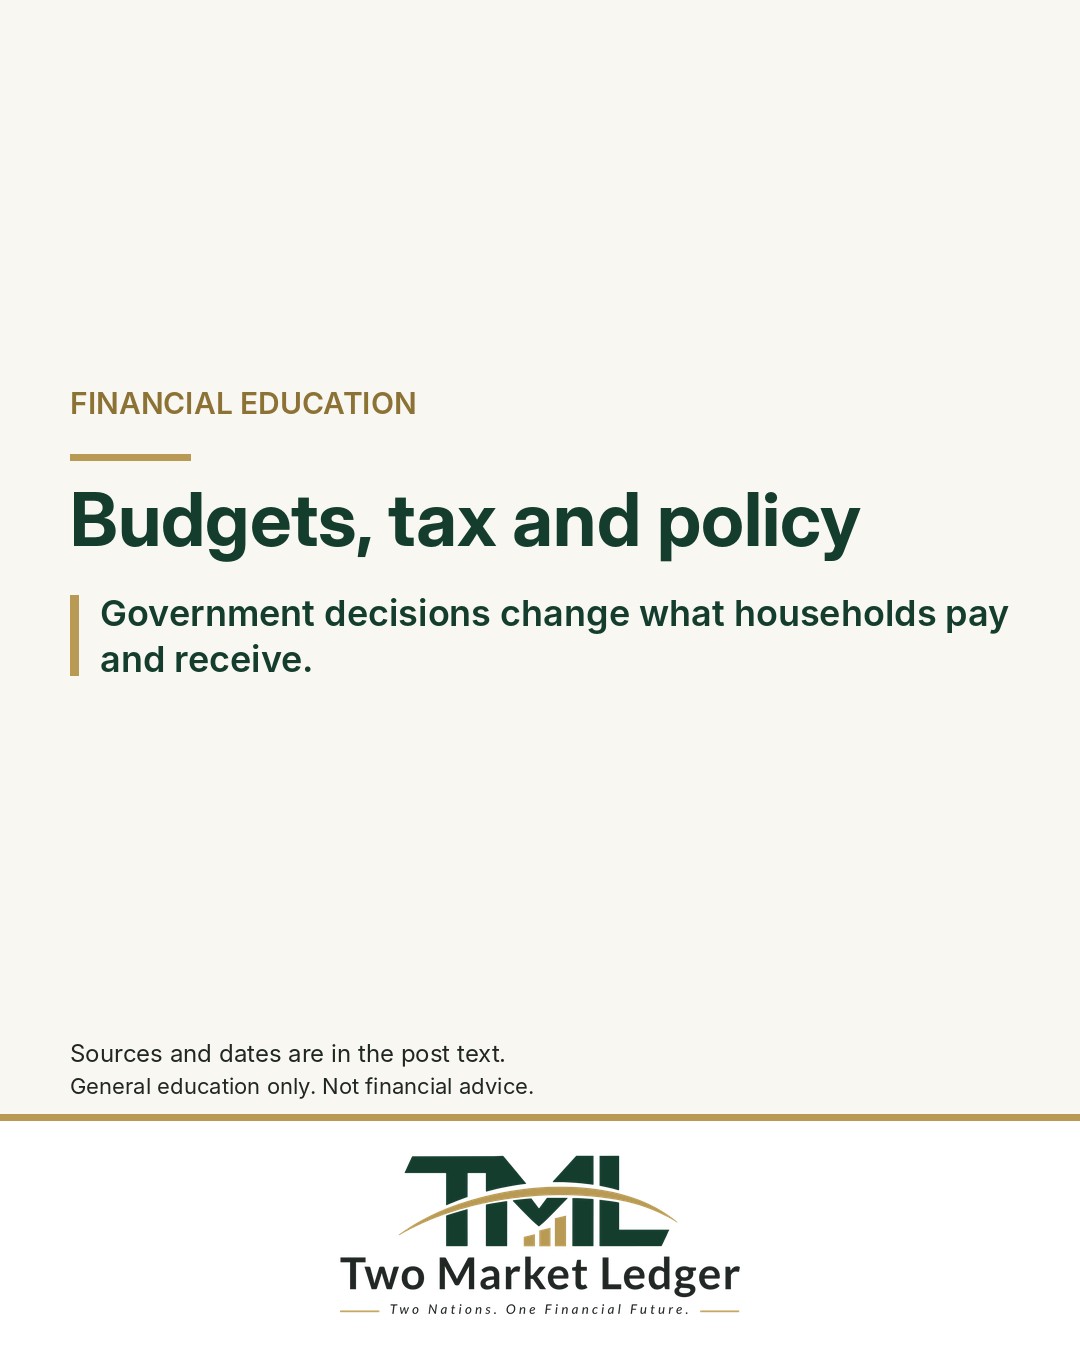 FINANCIAL EDUCATION
Budgets, tax and policy
Government decisions change what households pay
and receive.
Sources and dates are in the post text.
General education only. Not financial advice.
TML
Two Market Ledger
Two Nations. One Financial Future.